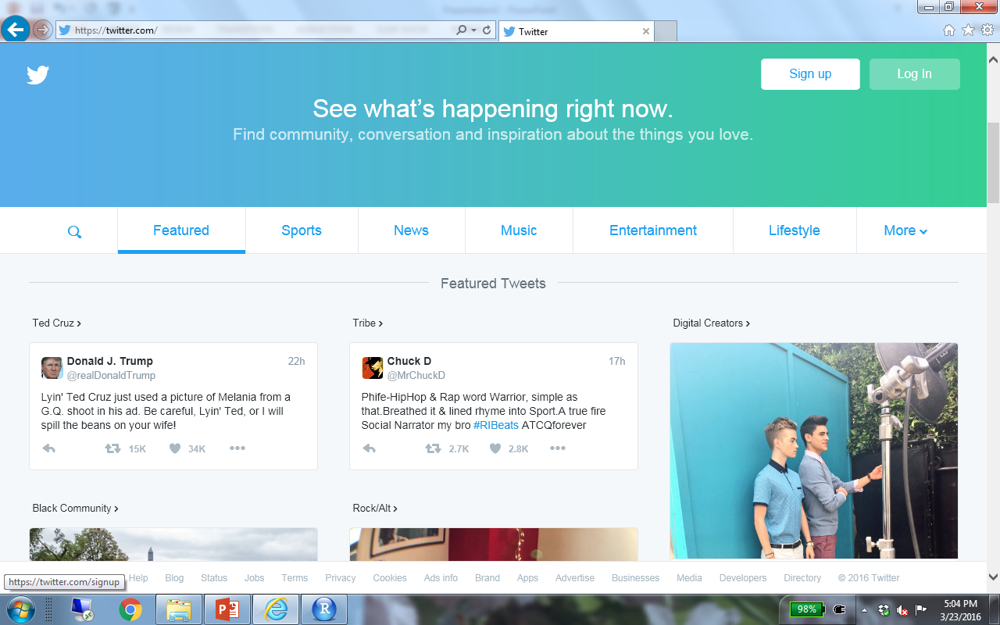 https://twitter.com/
Twitter
Sign up
Log In
See what's happening right now.
Find community, conversation and inspiration about the things you love.
Featured
Sports
News
Music
Entertainment
Lifestyle
More
Featured Tweets
Ted Cruz
Donald J. Trump
22h
@realDonaldTrump
Lyin' Ted Cruz just used a picture of Melania from a
G.Q. shoot in his ad. Be careful, Lyin' Ted, or I will
spill the beans on your wife!
15K
34K
Tribe
Chuck D
17h
@MrChuckD
Phife-HipHop & Rap word Warrior, simple as
that.Breathed it & lined rhyme into Sport.A true fire
Social Narrator my bro #RIBeats ATCQforever
2.7K
2.8K
Digital Creators
Black Community
Rock/Alt
https://twitter.com/signup
Help
Blog
Status
Jobs
Terms
Privacy
Cookies
Ads info
Brand
Apps
Advertise
Businesses
Media
Developers
Directory
© 2016 Twitter
98%
5:04 PM
3/23/2016